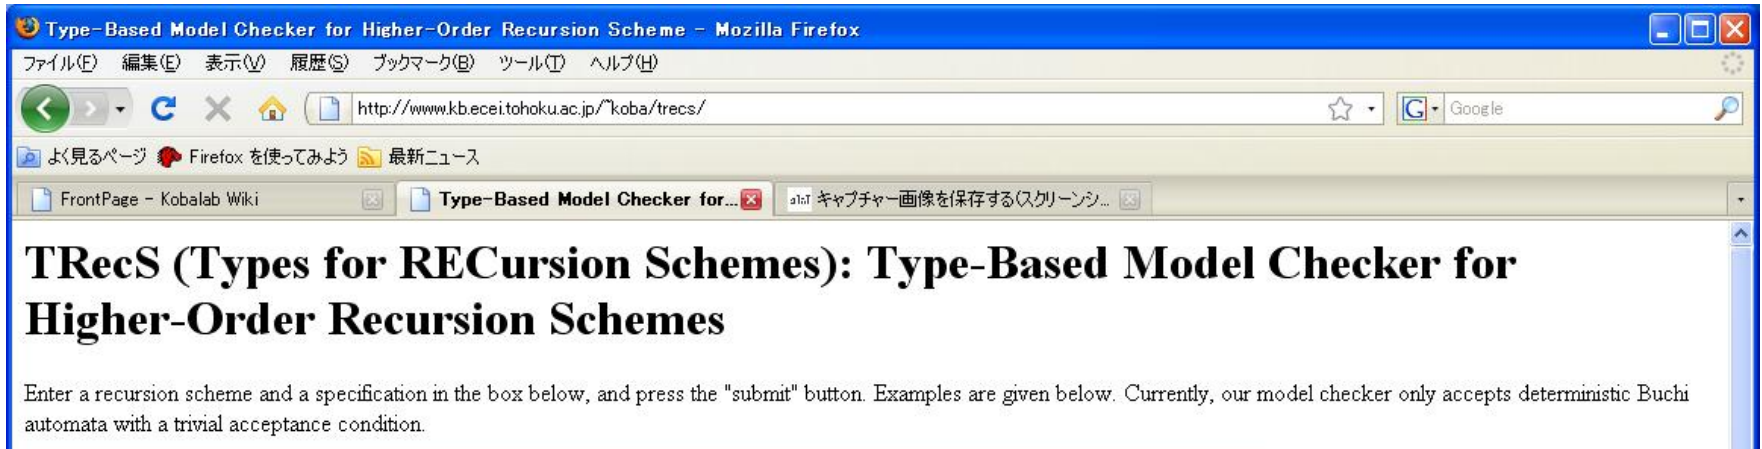 Type-Based Model Checker for Higher-Order Recursion Scheme - Mozilla Firefox
ファイル(F) 編集(E) 表示(V) 履歴(S) ブックマーク(B) ツール(T) ヘルプ(H)
http://www.kb.ecei.tohoku.ac.jp/~koba/trecs/ G Google
よく見るページ Firefox を使ってみよう 最新ニュース
FrontPage - Kobalab Wiki Type-Based Model Checker for... キャプチャー画像を保存する(スクリーンシ...
TRecS (Types for RECursion Schemes): Type-Based Model Checker for
Higher-Order Recursion Schemes
Enter a recursion scheme and a specification in the box below, and press the "submit" button. Examples are given below. Currently, our model checker only accepts deterministic Buchi
automata with a trivial acceptance condition.